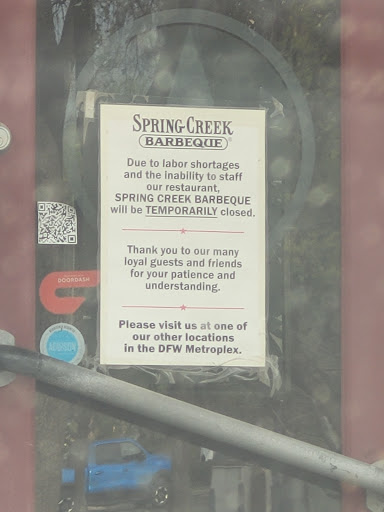 SPRING CREEK
BARBEQUE
Due to labor shortages
and the inability to staff
our restaurant,
SPRING CREEK BARBEQUE
will be TEMPORARILY closed.
Thank you to our many
loyal guests and friends
for your patience and
understanding.
Please visit us at one of
our other locations
in the DFW Metroplex.
DOORDASH